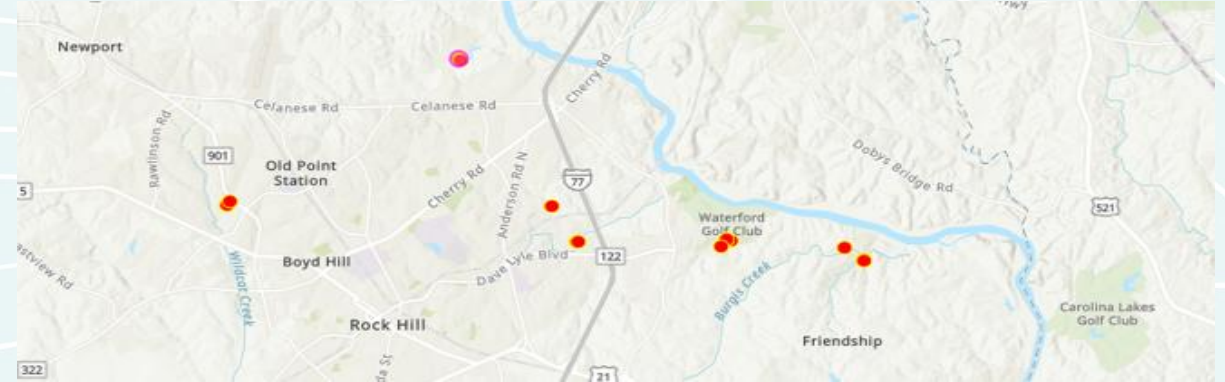 Newport
Cherry Rd
Celanese Rd
Celanese Rd
Rawlinson Rd
901
Old Point
Station
Dobys Bridge Rd
5
Cherry Rd
Anderson Rd N
77
521
Waterford
Golf Club
Boyd Hill
Dave Lyle Blvd
122
Wildcat Creek
Burgis Creek
Carolina Lakes
Golf Club
Rock Hill
Friendship
322
21